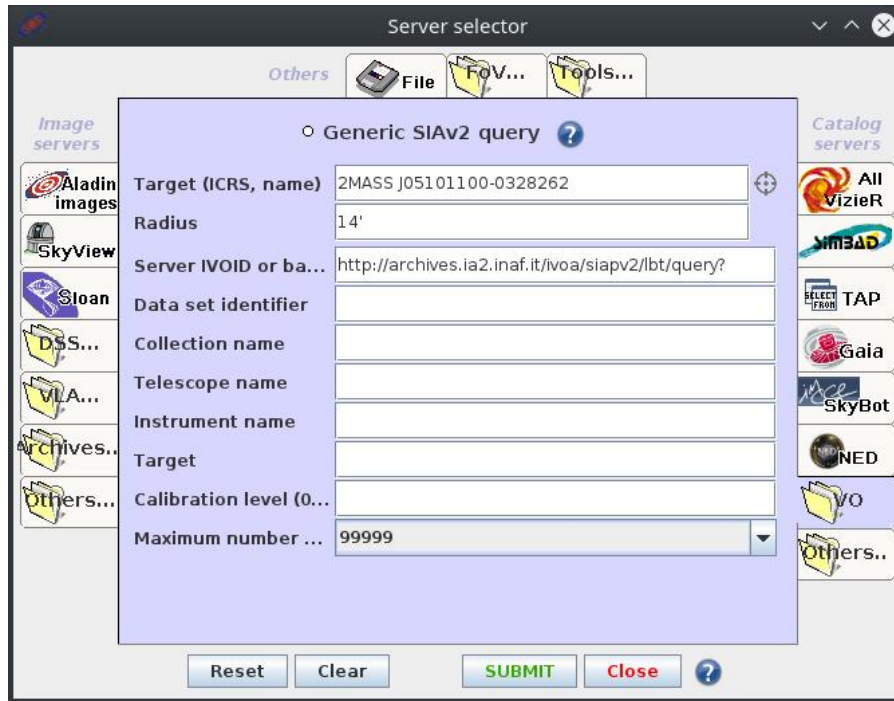 Server selector
Others
File
FoV...
Tools...
Image
servers
Catalog
servers
Generic SIAv2 query ?
Aladin
images
SkyView
Sloan
DSS...
VLA...
Archives..
Others...
Target (ICRS, name) 2MASS J05101100-0328262
Radius 14'
Server IVOID or ba... http://archives.ia2.inaf.it/ivoa/siapv2/lbt/query?
Data set identifier
Collection name
Telescope name
Instrument name
Target
Calibration level (0...
Maximum number ... 99999
All
VizieR
SIMBAD
SELECT
FROM TAP
Gaia
SkyBot
NED
VO
Others..
Reset Clear SUBMIT Close ?